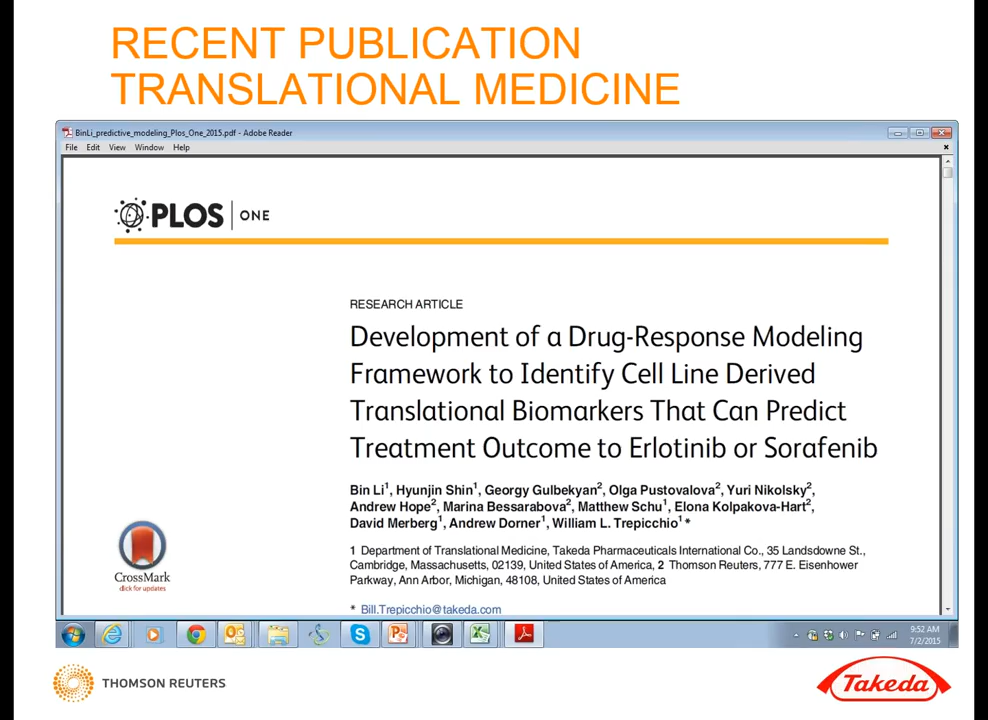 RECENT PUBLICATION
TRANSLATIONAL MEDICINE
BinLi_predictive_modeling_Plos_One_2015.pdf - Adobe Reader
File Edit View Window Help
PLOS ONE
RESEARCH ARTICLE
Development of a Drug-Response Modeling
Framework to Identify Cell Line Derived
Translational Biomarkers That Can Predict
Treatment Outcome to Erlotinib or Sorafenib
Bin Li1, Hyunjin Shin1, Georgy Gulbekyan2, Olga Pustovalova2, Yuri Nikolsky2,
Andrew Hope2, Marina Bessarabova2, Matthew Schu1, Elona Kolpakova-Hart2,
David Merberg1, Andrew Dorner1, William L. Trepicchio1*
1 Department of Translational Medicine, Takeda Pharmaceuticals International Co., 35 Landsdowne St.,
Cambridge, Massachusetts, 02139, United States of America, 2 Thomson Reuters, 777 E. Eisenhower
Parkway, Ann Arbor, Michigan, 48108, United States of America
* Bill.Trepicchio@takeda.com
CrossMark
click for updates
9:52 AM
7/2/2015
THOMSON REUTERS
Takeda